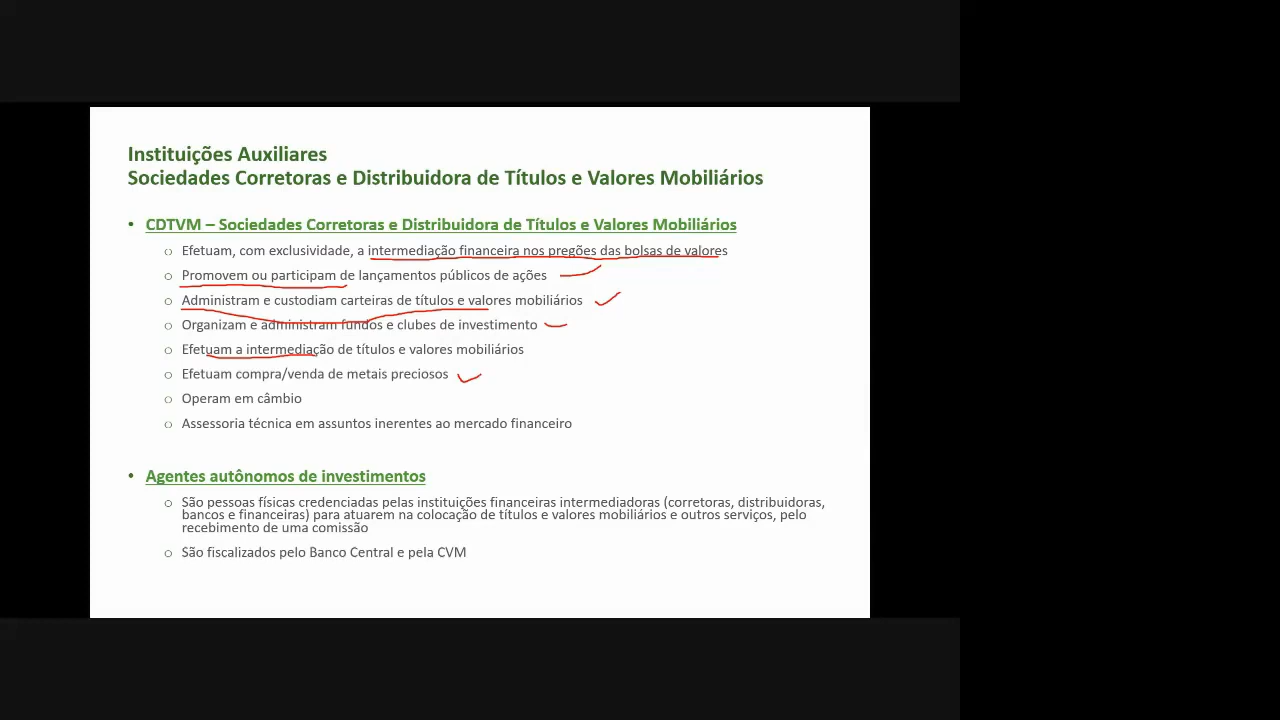 Instituições Auxiliares
Sociedades Corretoras e Distribuidora de Títulos e Valores Mobiliários
• CDTVM – Sociedades Corretoras e Distribuidora de Títulos e Valores Mobiliários
o Efetuam, com exclusividade, a intermediação financeira nos pregões das bolsas de valores
o Promovem ou participam de lançamentos públicos de ações
o Administram e custodiam carteiras de títulos e valores mobiliários
o Organizam e administram fundos e clubes de investimento
o Efetuam a intermediação de títulos e valores mobiliários
o Efetuam compra/venda de metais preciosos
o Operam em câmbio
o Assessoria técnica em assuntos inerentes ao mercado financeiro
• Agentes autônomos de investimentos
o São pessoas físicas credenciadas pelas instituições financeiras intermediadoras (corretoras, distribuidoras,
bancos e financeiras) para atuarem na colocação de títulos e valores mobiliários e outros serviços, pelo
recebimento de uma comissão
o São fiscalizados pelo Banco Central e pela CVM